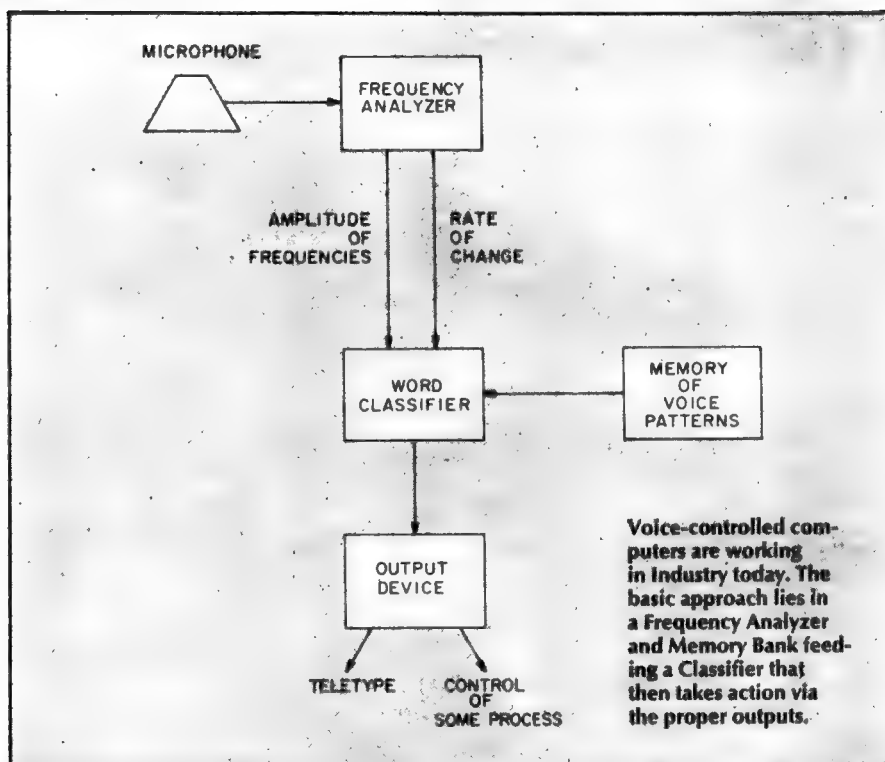 MICROPHONE
FREQUENCY
ANALYZER
AMPLITUDE
OF
FREQUENCIES
RATE
OF
CHANGE
WORD
CLASSIFIER
MEMORY
OF
VOICE
PATTERNS
OUTPUT
DEVICE
TELETYPE
CONTROL
OF
SOME PROCESS
Voice-controlled com-
puters are working
in Industry today. The
basic approach lies in
a Frequency Analyzer
and Memory Bank feed-
ing a Classifier that
then takes action via
the proper outputs.